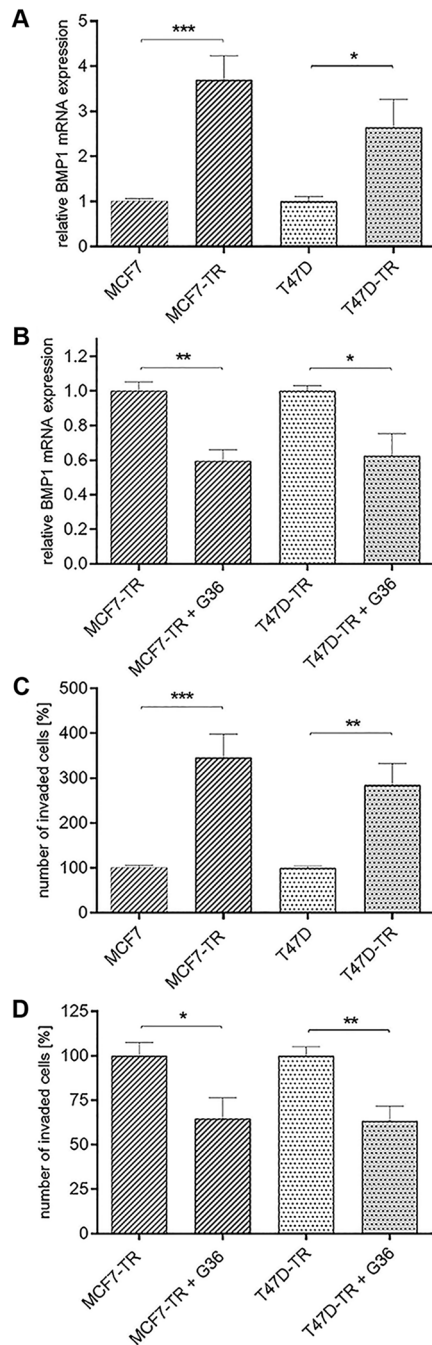 A
relative BMP1 mRNA expression
5
4
3
2
1
0
***
*
MCF7
MCF7-TR
T47D
T47D-TR
B
relative BMP1 mRNA expression
1.2
1.0
0.8
0.6
0.4
0.2
0.0
**
*
MCF7-TR
MCF7-TR + G36
T47D-TR
T47D-TR + G36
C
number of invaded cells [%]
500
400
300
200
100
0
***
**
MCF7
MCF7-TR
T47D
T47D-TR
D
number of invaded cells [%]
125
100
75
50
25
0
*
**
MCF7-TR
MCF7-TR + G36
T47D-TR
T47D-TR + G36